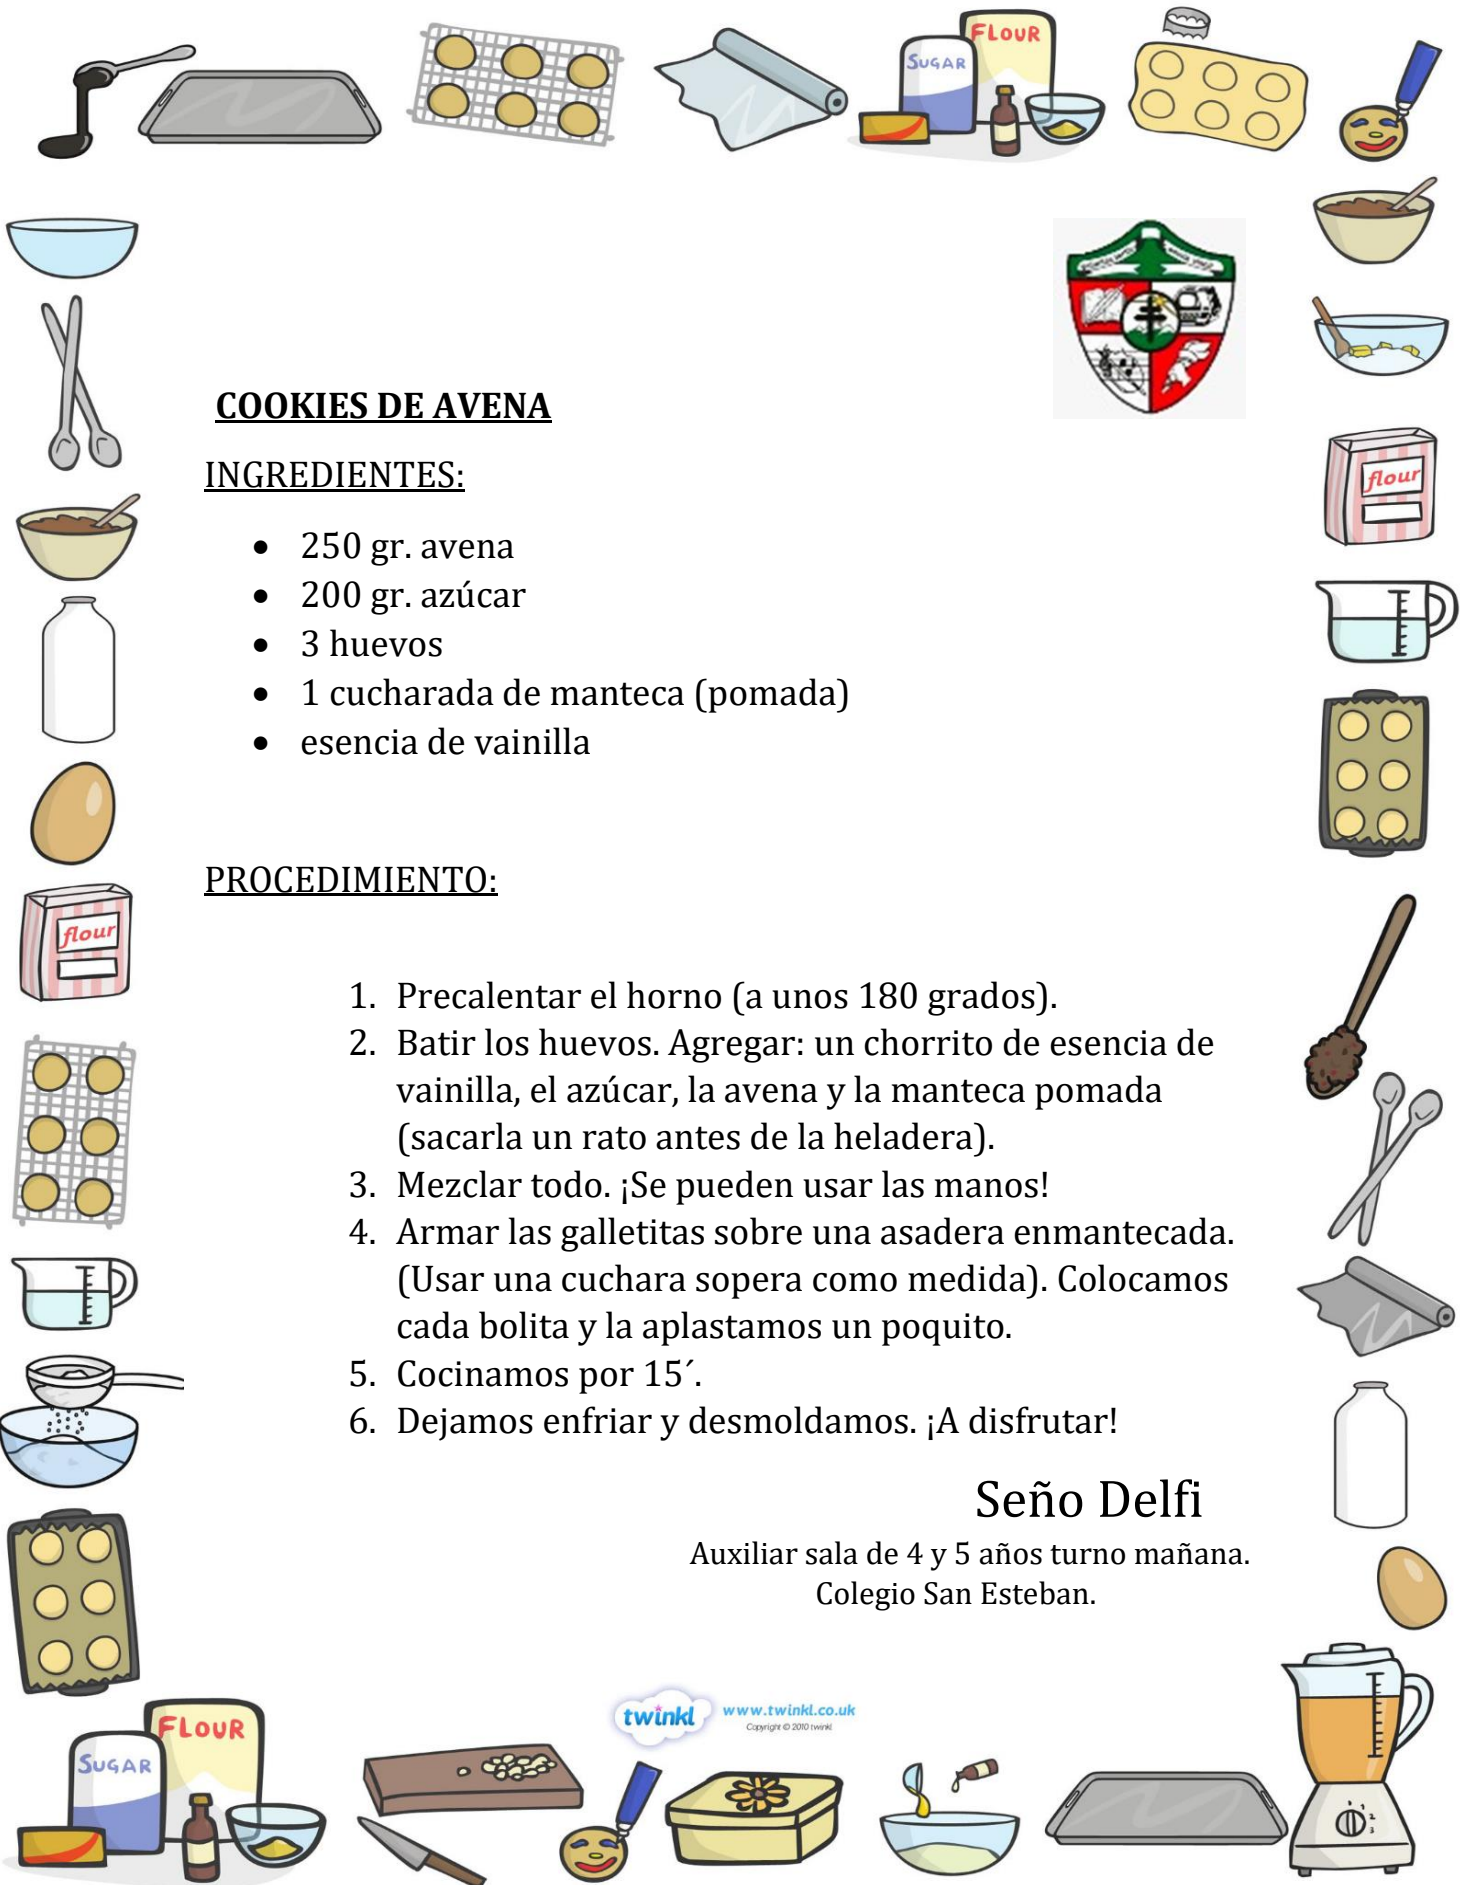 FLOUR
SUGAR
COOKIES DE AVENA
INGREDIENTES:
flour
• 250 gr. avena
• 200 gr. azúcar
• 3 huevos
• 1 cucharada de manteca (pomada)
• esencia de vainilla
PROCEDIMIENTO:
flour
1. Precalentar el horno (a unos 180 grados).
2. Batir los huevos. Agregar: un chorrito de esencia de
vainilla, el azúcar, la avena y la manteca pomada
(sacarla un rato antes de la heladera).
3. Mezclar todo. ¡Se pueden usar las manos!
4. Armar las galletitas sobre una asadera enmantecada.
(Usar una cuchara sopera como medida). Colocamos
cada bolita y la aplastamos un poquito.
5. Cocinamos por 15´.
6. Dejamos enfriar y desmoldamos. ¡A disfrutar!
Seño Delfi
Auxiliar sala de 4 y 5 años turno mañana.
Colegio San Esteban.
twinkl www.twinkl.co.uk
Copyright © 2010 twinkl
FLOUR
SUGAR
1
2
3